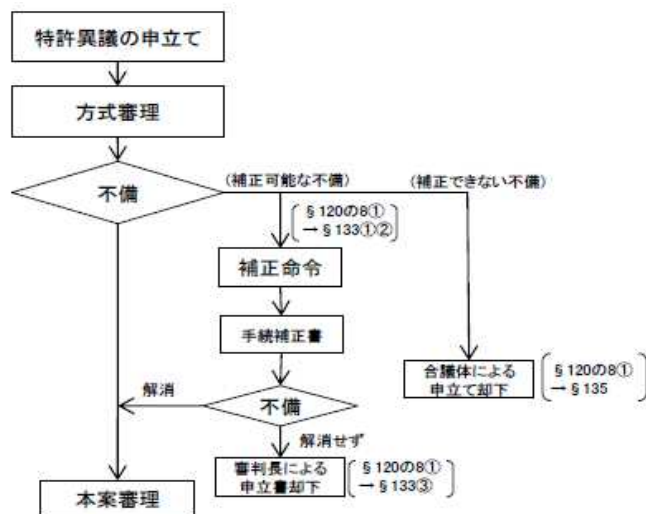 特許異議の申立て
方式審理
不備
(補正可能な不備)
(補正できない不備)
§120の8①
→§133①②
補正命令
手続補正書
合議体による
申立て却下
§120の8①
→§135
解消
不備
解消せず
審判長による
申立書却下
§120の8①
→§133③
本案審理